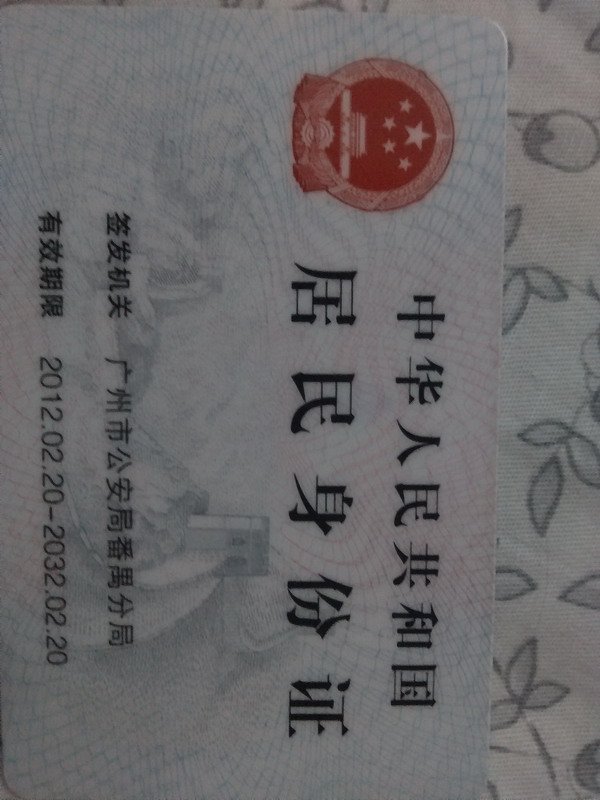 中华人民共和国
居民身份证
签发机关 广州市公安局番禺分局
有效期限 2012.02.20-2032.02.20